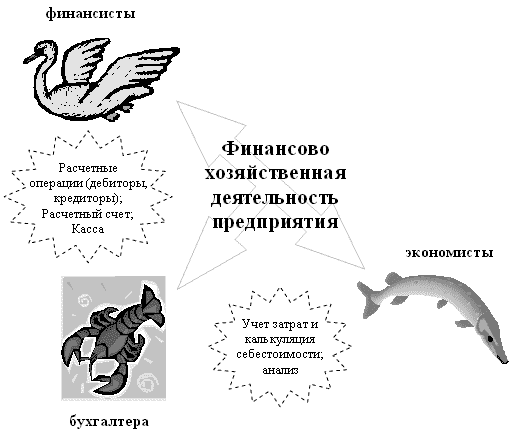 финансисты
Финансово
хозяйственная
деятельность
предприятия
Расчетные
операции (дебиторы,
кредиторы);
Расчетный счет;
Касса
экономисты
Учет затрат и
калькуляция
себестоимости;
анализ
бухгалтера